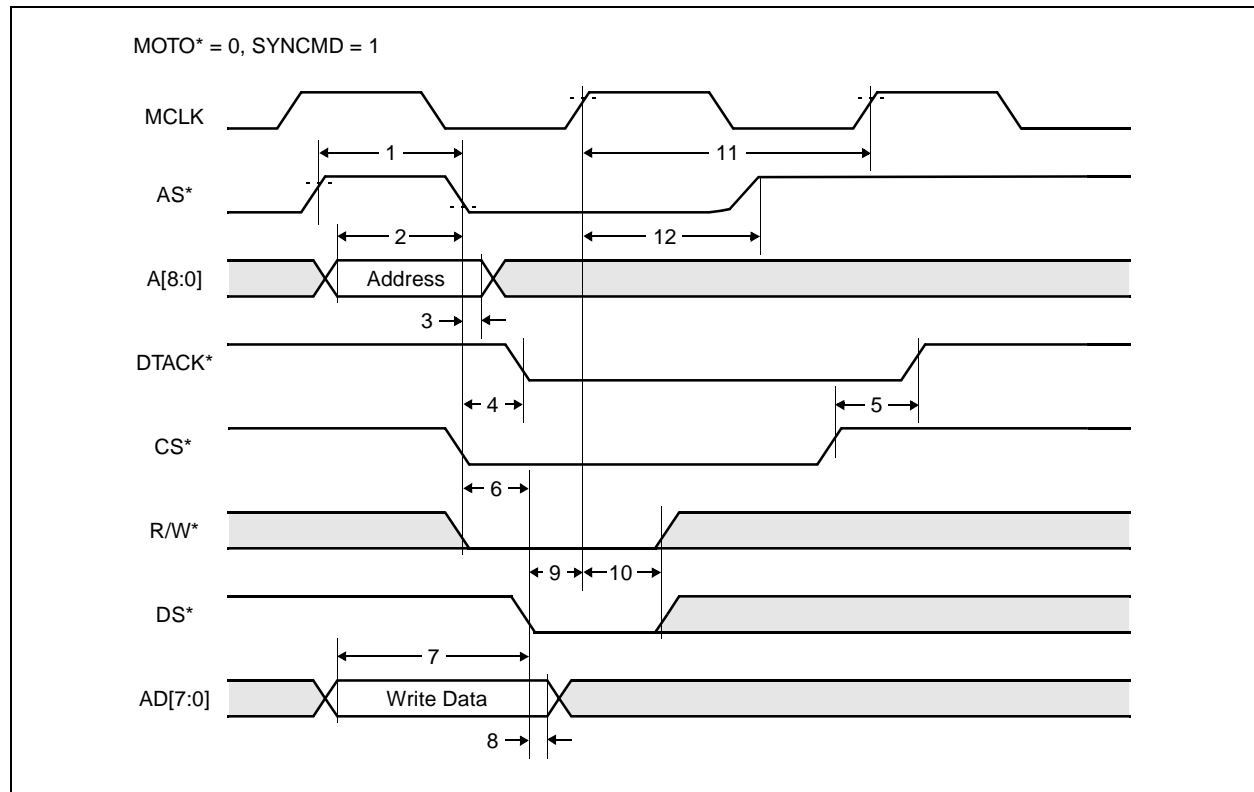 MOTO* = 0, SYNCMD = 1
MCLK
1
11
AS*
2
12
A[8:0]
Address
3
DTACK*
4
5
CS*
6
R/W*
9
10
DS*
7
AD[7:0]
Write Data
8